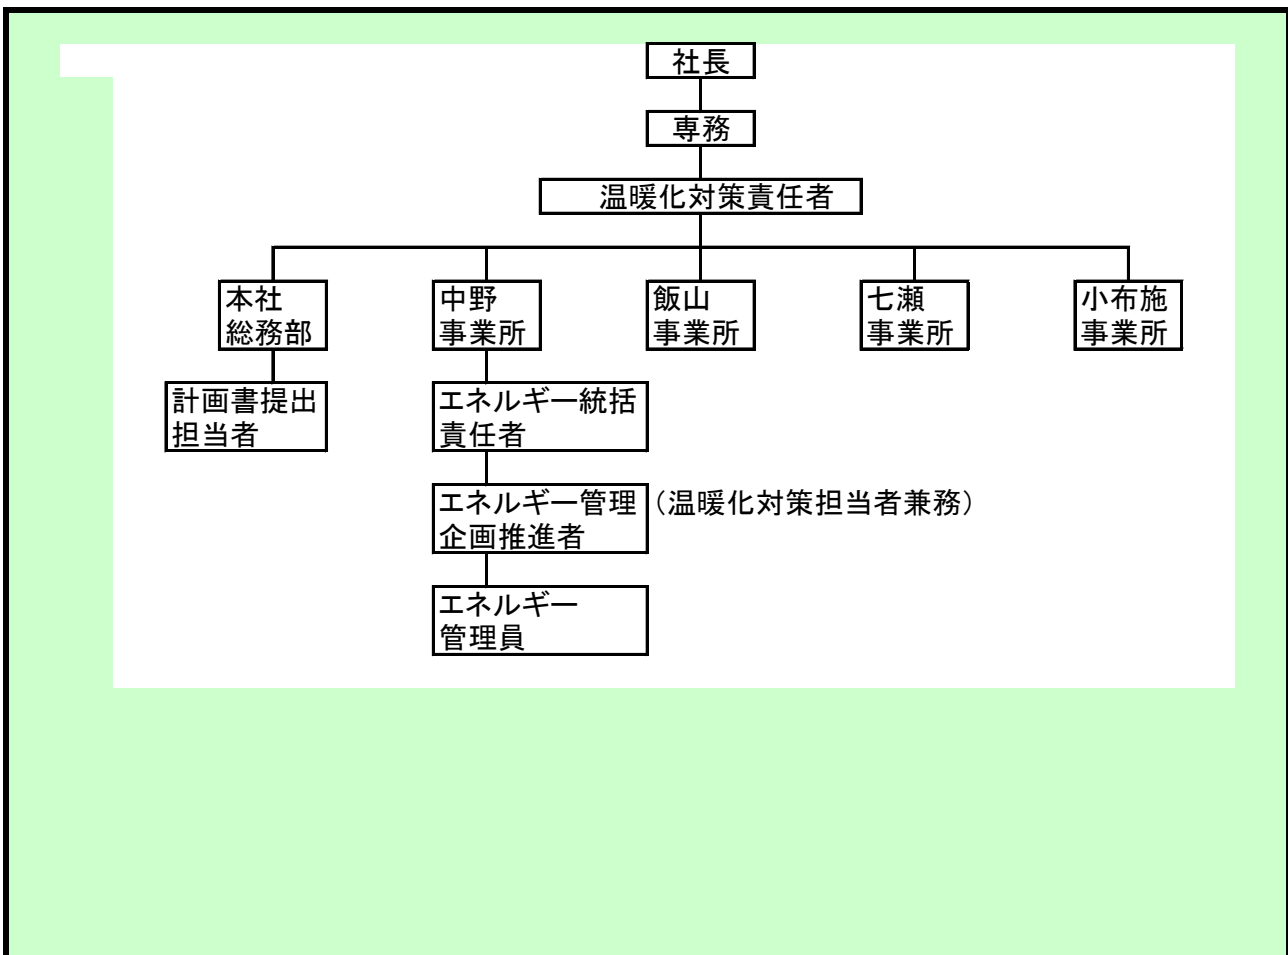 社長
専務
温暖化対策責任者
本社
総務部
中野
事業所
飯山
事業所
七瀬
事業所
小布施
事業所
計画書提出
担当者
エネルギー統括
責任者
エネルギー管理
企画推進者
（温暖化対策担当者兼務）
エネルギー
管理員